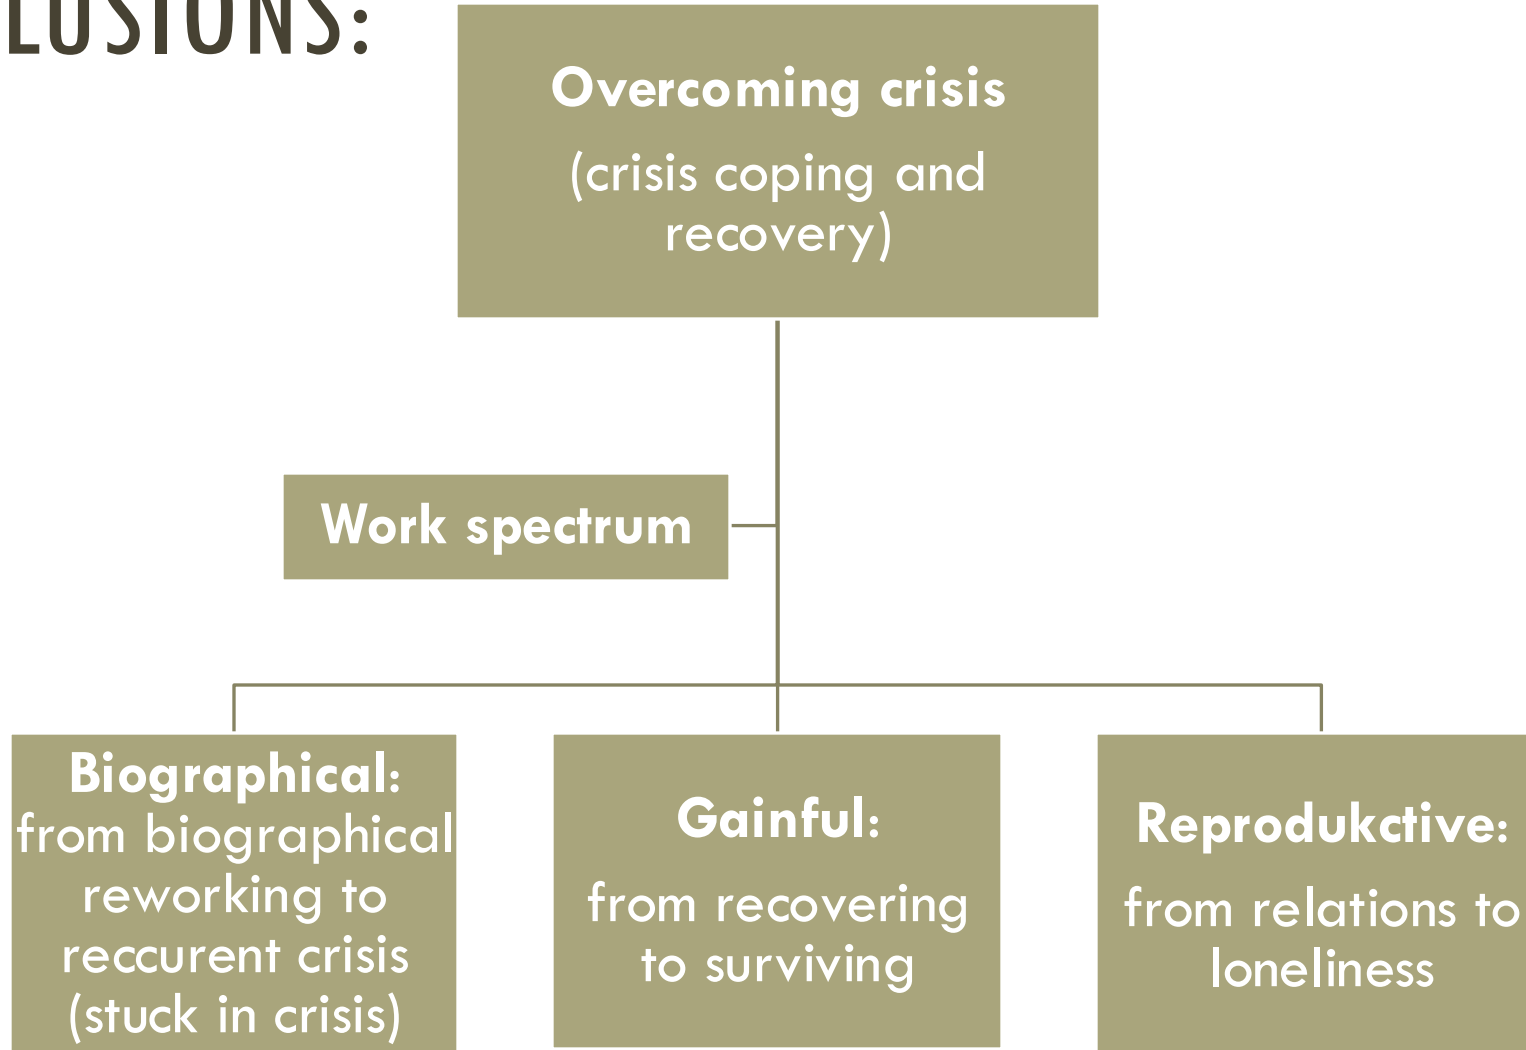 LUSIONS:
Overcoming crisis
(crisis coping and
recovery)
Work spectrum
Biographical:
from biographical
reworking to
reccurent crisis
(stuck in crisis)
Gainful:
from recovering
to surviving
Reprodukctive:
from relations to
loneliness